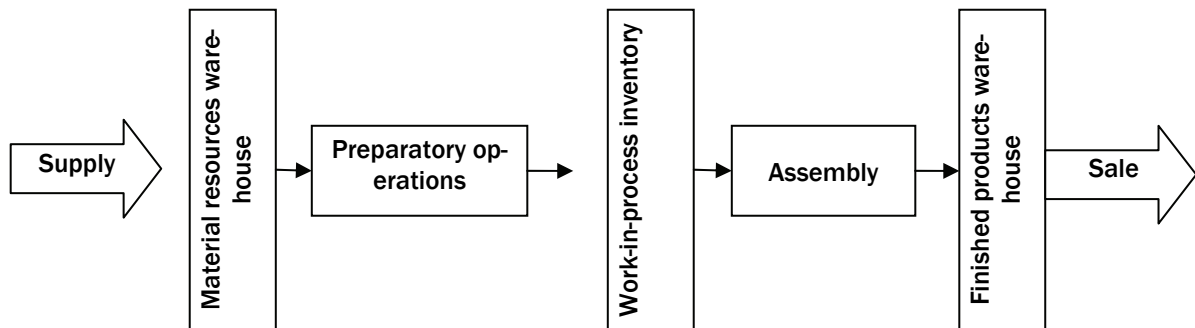 Supply
Material resources ware-
house
Preparatory op-
erations
Work-in-process inventory
Assembly
Finished products ware-
house
Sale